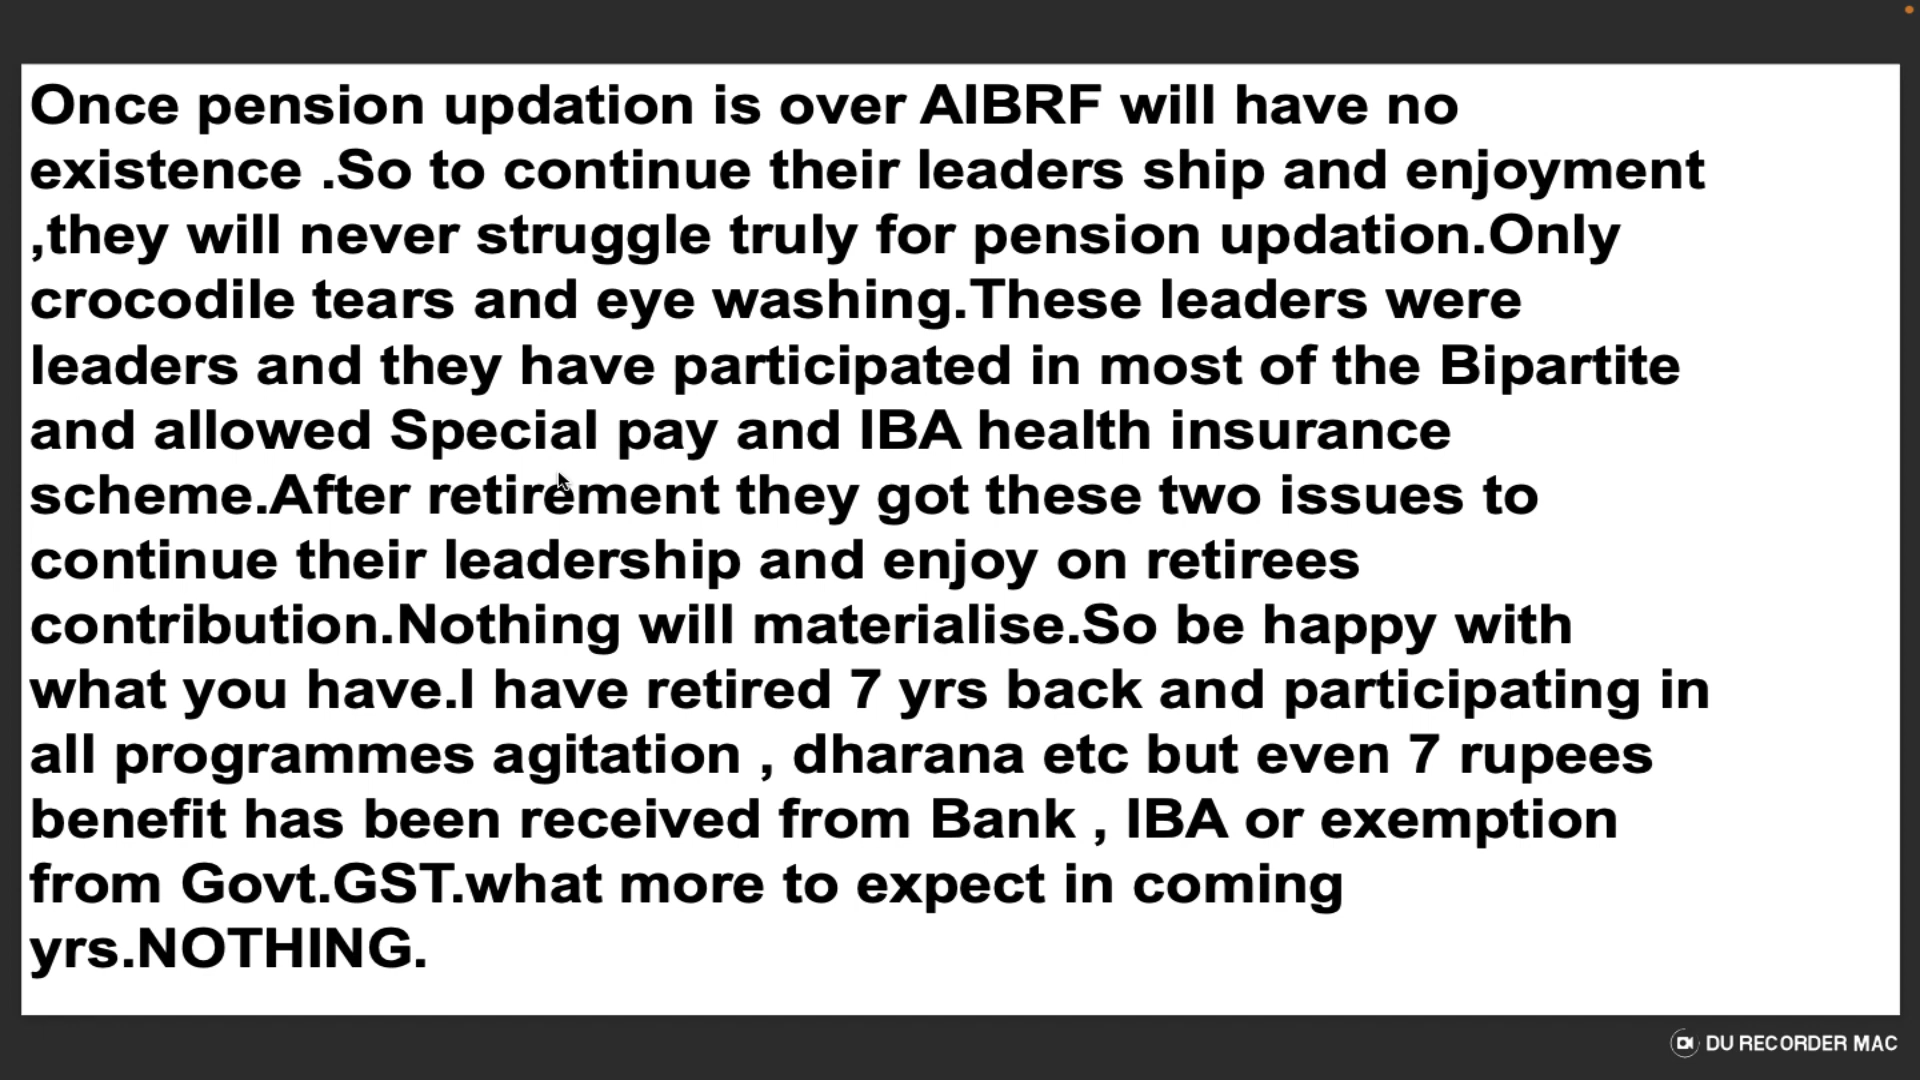 Once pension updation is over AIBRF will have no
existence .So to continue their leaders ship and enjoyment
,they will never struggle truly for pension updation.Only
crocodile tears and eye washing.These leaders were
leaders and they have participated in most of the Bipartite
and allowed Special pay and IBA health insurance
scheme.After retirement they got these two issues to
continue their leadership and enjoy on retirees
contribution.Nothing will materialise.So be happy with
what you have.I have retired 7 yrs back and participating in
all programmes agitation , dharana etc but even 7 rupees
benefit has been received from Bank , IBA or exemption
from Govt.GST.what more to expect in coming
yrs.NOTHING.
DU RECORDER MAC